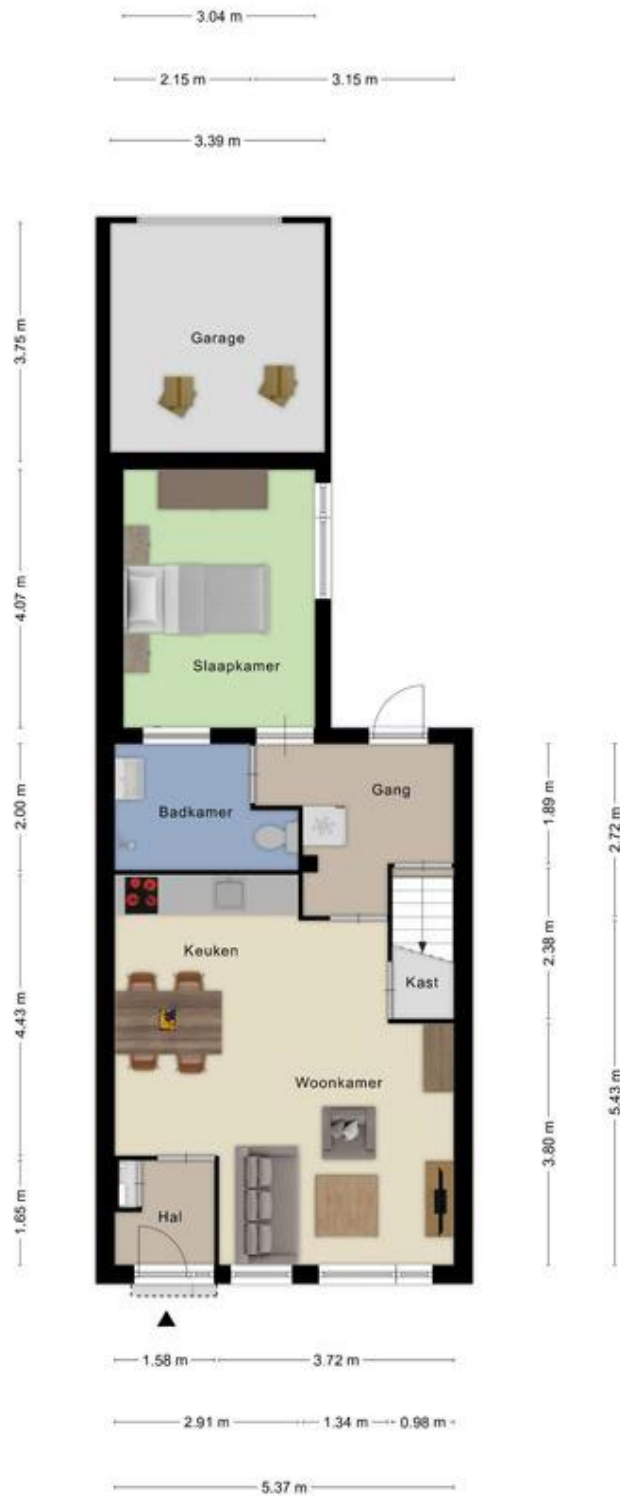 3.04 m
2.15 m
3.15 m
3.39 m
3.75 m
Garage
4.07 m
Slaapkamer
2.00 m
Badkamer
Gang
1.89 m
2.72 m
Keuken
Kast
2.38 m
4.43 m
Woonkamer
5.43 m
3.80 m
1.65 m
Hal
1.58 m
3.72 m
2.91 m
1.34 m
0.98 m
5.37 m